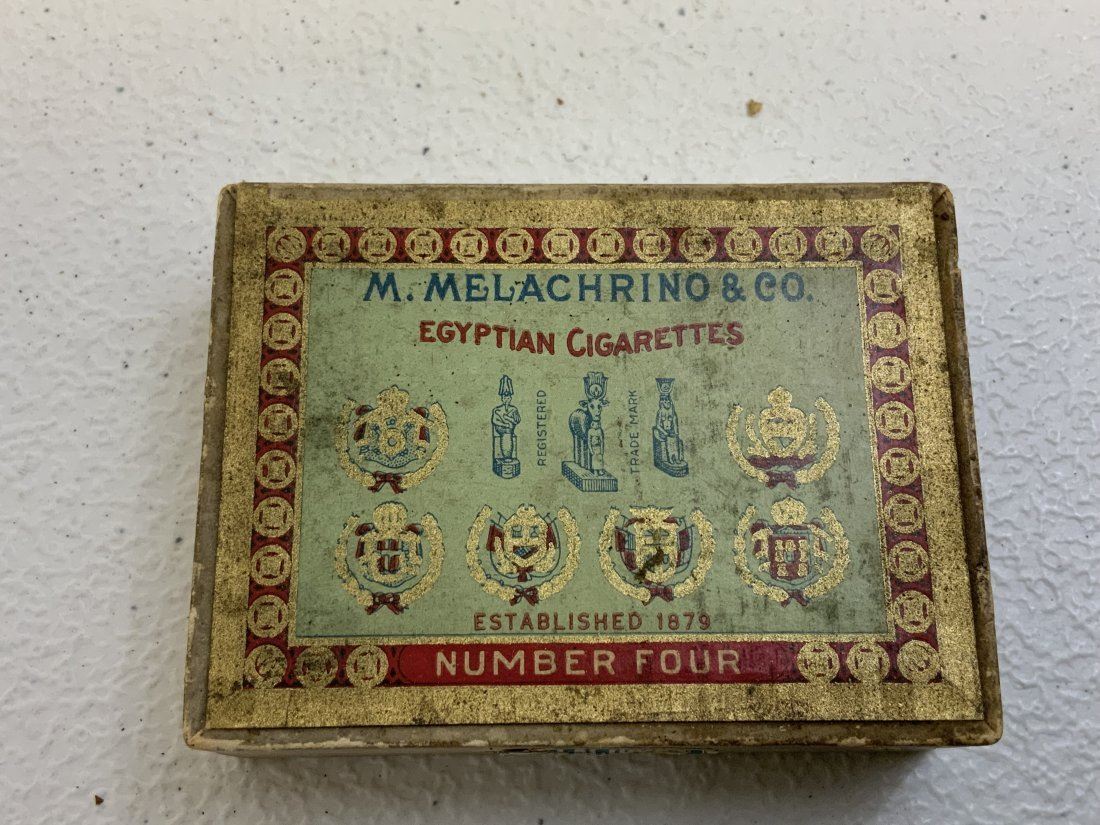 M. MELACHRINO & CO.
EGYPTIAN CIGARETTES
REGISTERED
TRADE MARK
ESTABLISHED 1879
NUMBER FOUR